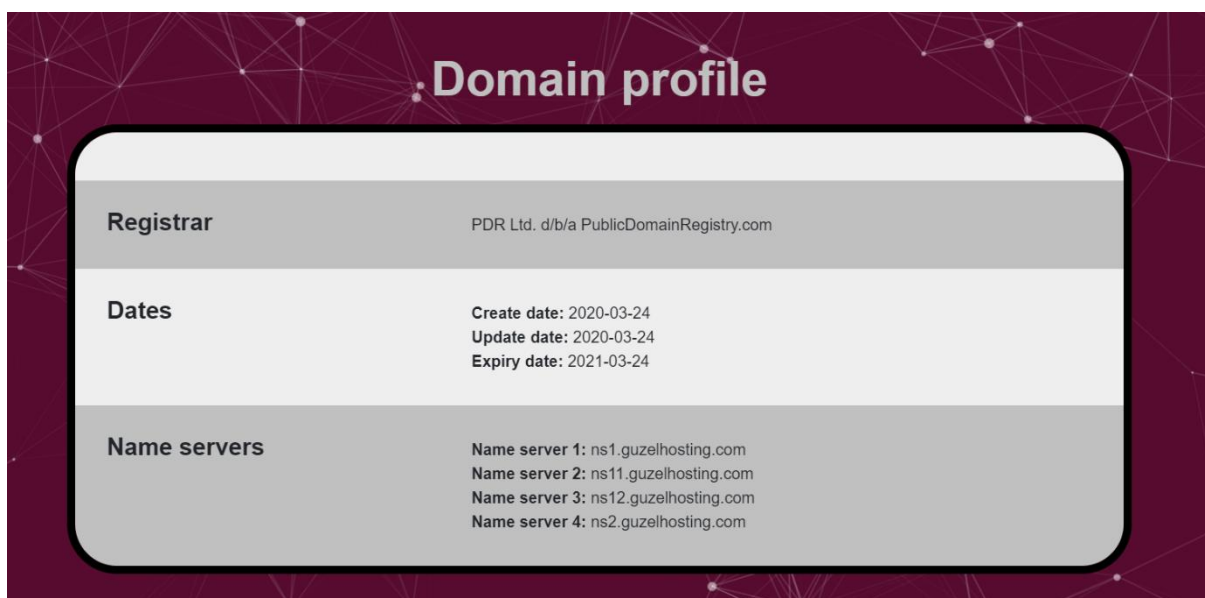 Domain profile
Registrar
PDR Ltd. d/b/a PublicDomainRegistry.com
Dates
Create date: 2020-03-24
Update date: 2020-03-24
Expiry date: 2021-03-24
Name servers
Name server 1: ns1.guzelhosting.com
Name server 2: ns11.guzelhosting.com
Name server 3: ns12.guzelhosting.com
Name server 4: ns2.guzelhosting.com